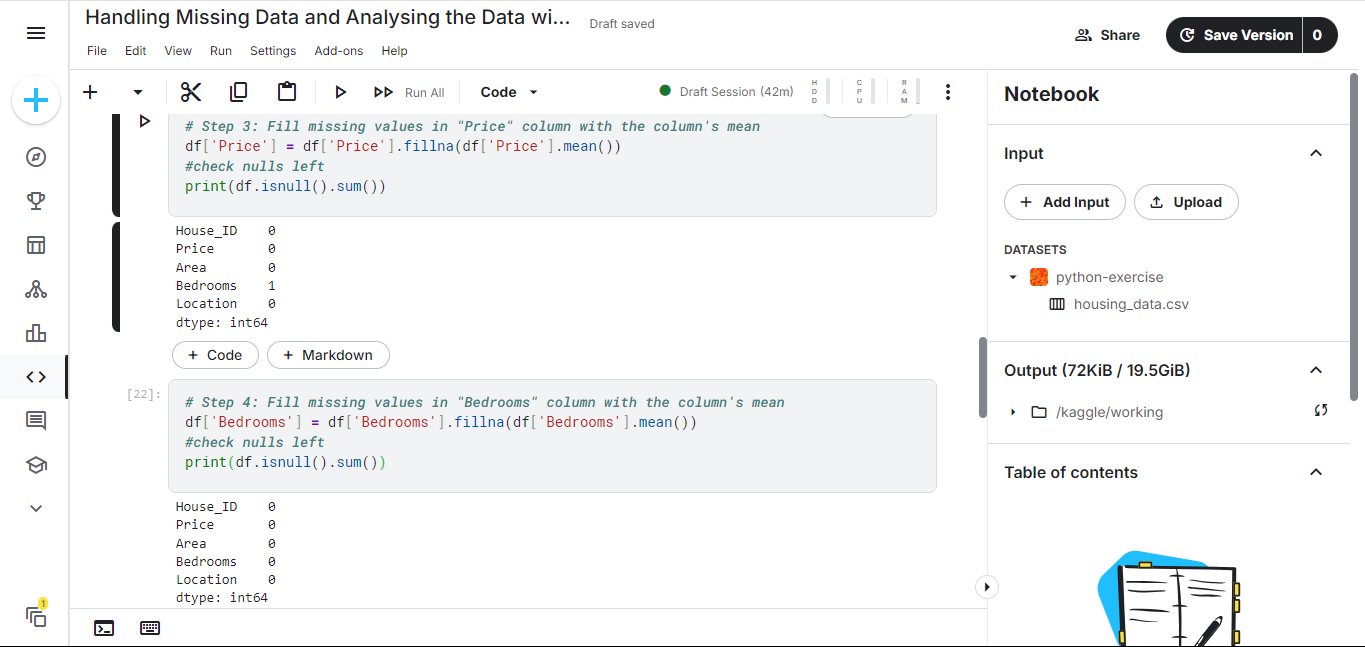 Handling Missing Data and Analysing the Data wi...
Draft saved
File Edit View Run Settings Add-ons Help
Share
Save Version 0
Run All
Code
Draft Session (42m)
HDD
CPU
RAM
# Step 3: Fill missing values in "Price" column with the column's mean
df['Price'] = df['Price'].fillna(df['Price'].mean())
#check nulls left
print(df.isnull().sum())
House_ID 0
Price 0
Area 0
Bedrooms 1
Location 0
dtype: int64
+ Code
+ Markdown
[22]:
# Step 4: Fill missing values in "Bedrooms" column with the column's mean
df['Bedrooms'] = df['Bedrooms'].fillna(df['Bedrooms'].mean())
#check nulls left
print(df.isnull().sum())
House_ID 0
Price 0
Area 0
Bedrooms 0
Location 0
dtype: int64
1
Notebook
Input
+ Add Input
Upload
DATASETS
python-exercise
housing_data.csv
Output (72KiB / 19.5GiB)
/kaggle/working
Table of contents